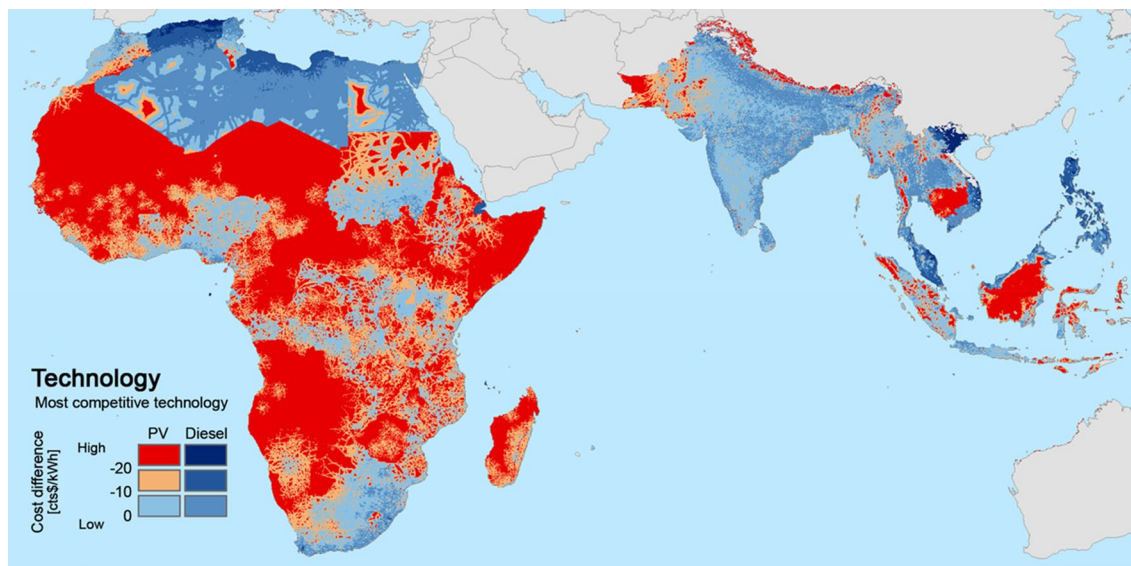 Technology
Most competitive technology
PV Diesel
High
-20
-10
0
Low
Cost difference
[cts$/kWh]